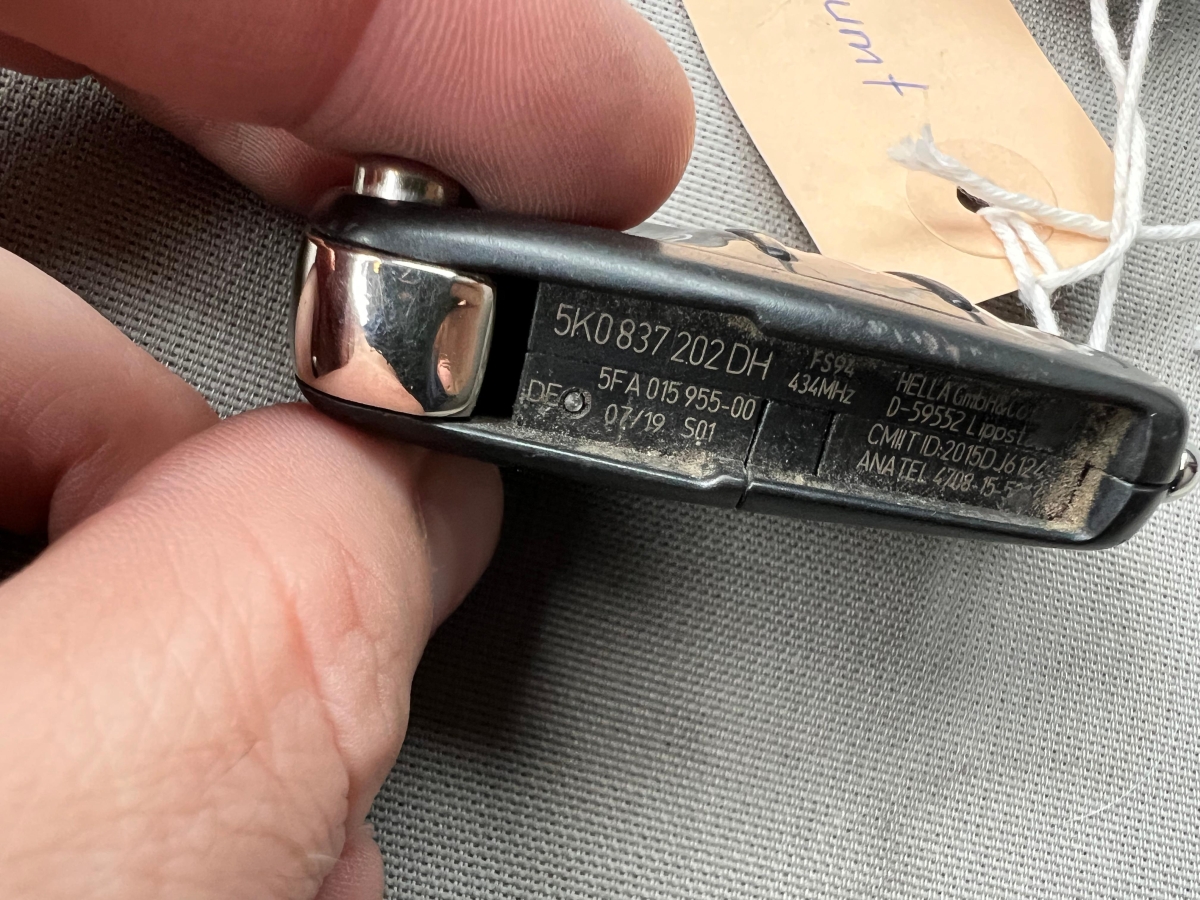 5K0 837 202 DH
DE
5FA 015 955-00
07/19 S01
FS94
434MHz
HELLA GmbH&Co.
D-59552
CMIIT ID:2015DJ6124
ANATEL 4708-15-